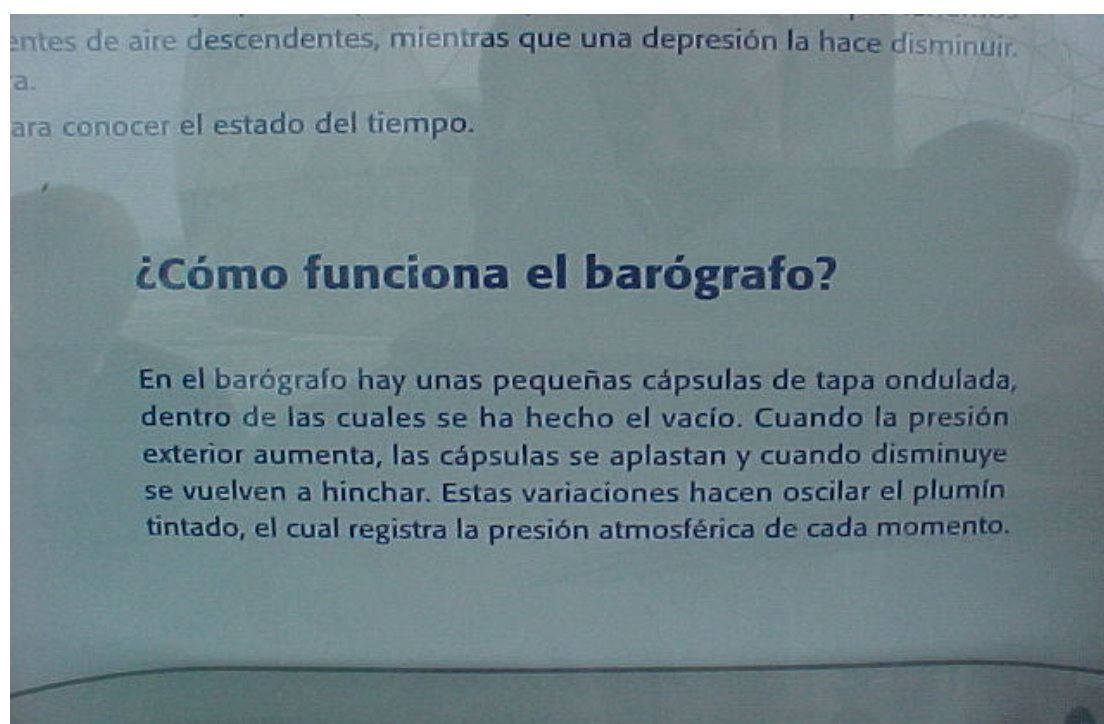 entes de aire descendentes, mientras que una depresión la hace disminuir.
a.
ara conocer el estado del tiempo.
¿Cómo funciona el barógrafo?
En el barógrafo hay unas pequeñas cápsulas de tapa ondulada,
dentro de las cuales se ha hecho el vacío. Cuando la presión
exterior aumenta, las cápsulas se aplastan y cuando disminuye
se vuelven a hinchar. Estas variaciones hacen oscilar el plumín
tintado, el cual registra la presión atmosférica de cada momento.